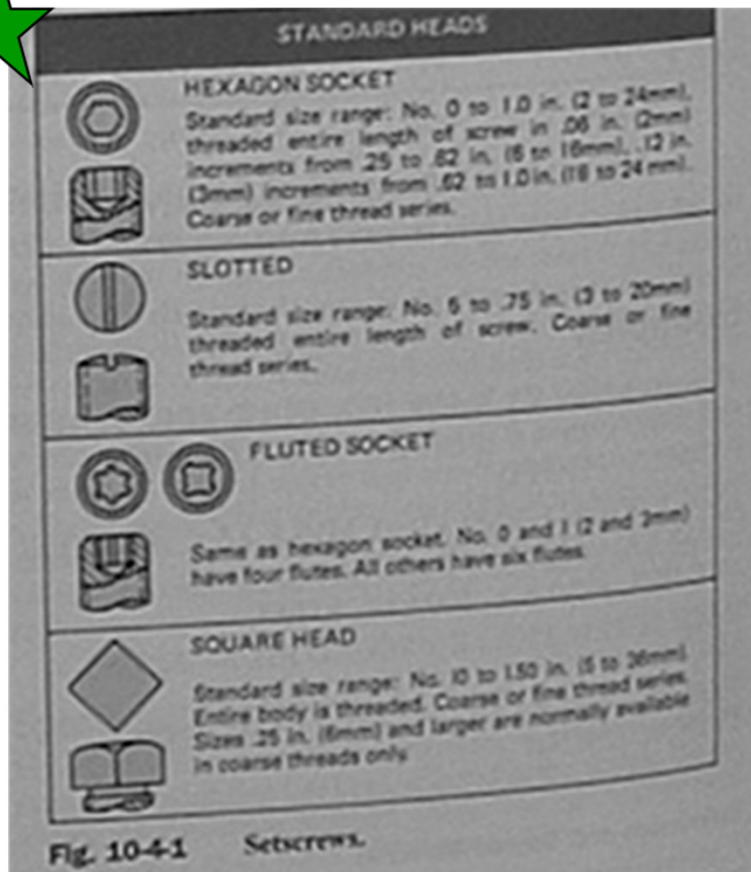 STANDARD HEADS
HEXAGON SOCKET
Standard size range: No. 0 to 1.0 in. (2 to 24mm),
threaded entire length of screw in .06 in. (2mm)
increments from .25 to .62 in. (6 to 16mm), .12 in.
(3mm) increments from .62 to 1.0 in. (16 to 24 mm).
Coarse or fine thread series.
SLOTTED
Standard size range: No. 5 to .75 in. (3 to 20mm)
threaded entire length of screw. Coarse or fine
thread series.
FLUTED SOCKET
Same as hexagon socket. No. 0 and 1 (2 and 3mm)
have four flutes. All others have six flutes.
SQUARE HEAD
Standard size range: No. 10 to 1.50 in. (5 to 36mm).
Entire body is threaded. Coarse or fine thread series.
Sizes .25 in. (6mm) and larger are normally available
in coarse threads only.
Fig. 10-4-1 Setscrews.